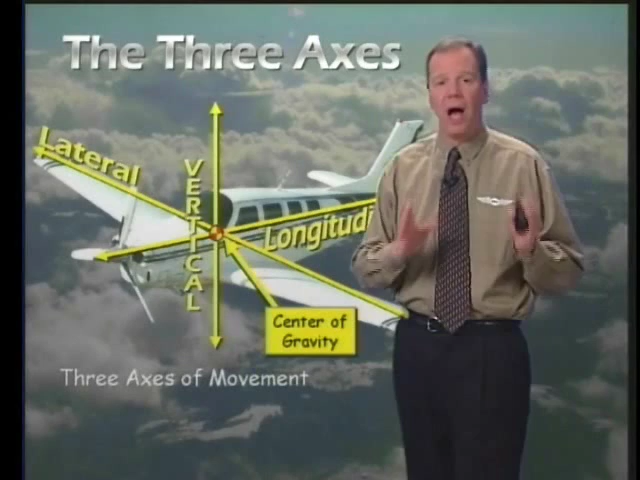 The Three Axes
Lateral
VERTICAL
Longitudi
Center of
Gravity
Three Axes of Movement